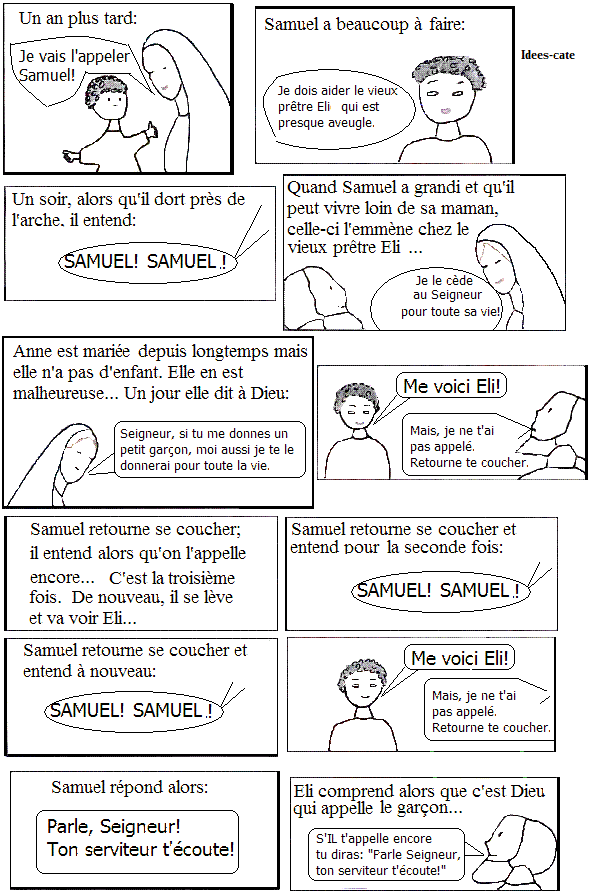 Un an plus tard:
Je vais l'appeler
Samuel!
Samuel a beaucoup à faire:
Je dois aider le vieux
prêtre Eli qui est
presque aveugle.
Idees-cate
Un soir, alors qu'il dort près de
l'arche, il entend:
SAMUEL! SAMUEL!
Quand Samuel a grandi et qu'il
peut vivre loin de sa maman,
celle-ci l'emmène chez le
vieux prêtre Eli ...
Je le cède
au Seigneur
pour toute sa vie!
Anne est mariée depuis longtemps mais
elle n'a pas d'enfant. Elle en est
malheureuse... Un jour elle dit à Dieu:
Seigneur, si tu me donnes un
petit garçon, moi aussi je te le
donnerai pour toute la vie.
Me voici Eli!
Mais, je ne t'ai
pas appelé.
Retourne te coucher.
Samuel retourne se coucher;
il entend alors qu'on l'appelle
encore... C'est la troisième
fois. De nouveau, il se lève
et va voir Eli...
Samuel retourne se coucher et
entend pour la seconde fois:
SAMUEL! SAMUEL!
Samuel retourne se coucher et
entend à nouveau:
SAMUEL! SAMUEL!
Me voici Eli!
Mais, je ne t'ai
pas appelé.
Retourne te coucher.
Samuel répond alors:
Parle, Seigneur!
Ton serviteur t'écoute!
Eli comprend alors que c'est Dieu
qui appelle le garçon...
S'IL t'appelle encore
tu diras: "Parle Seigneur,
ton serviteur t'écoute!"